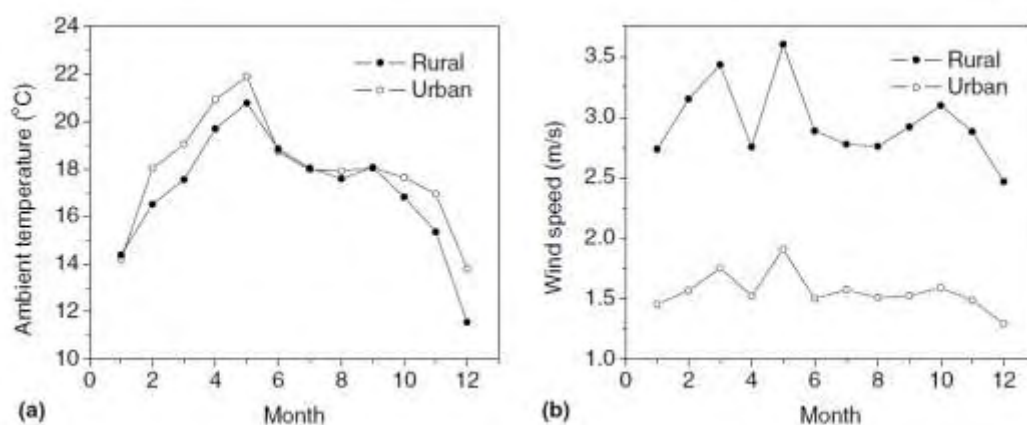 24
22
20
18
16
14
12
10
0 2 4 6 8 10 12
Ambient temperature (°C)
Month
Rural
Urban
(a)
3.5
3.0
2.5
2.0
1.5
1.0
0 2 4 6 8 10 12
Wind speed (m/s)
Month
Rural
Urban
(b)